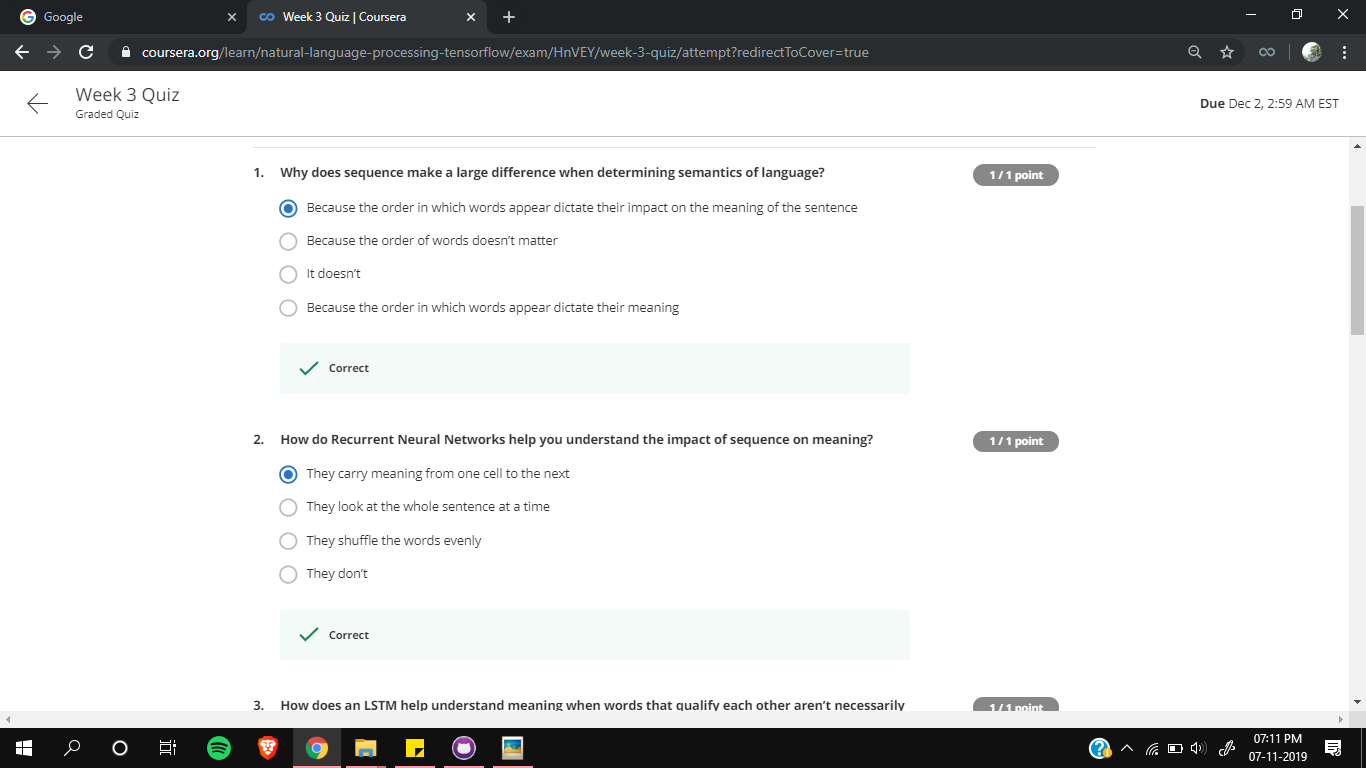 Google
Week 3 Quiz | Coursera
coursera.org/learn/natural-language-processing-tensorflow/exam/HnVEY/week-3-quiz/attempt?redirectToCover=true
Week 3 Quiz
Graded Quiz
Due Dec 2, 2:59 AM EST
1. Why does sequence make a large difference when determining semantics of language?
1 / 1 point
Because the order in which words appear dictate their impact on the meaning of the sentence
Because the order of words doesn’t matter
It doesn’t
Because the order in which words appear dictate their meaning
Correct
2. How do Recurrent Neural Networks help you understand the impact of sequence on meaning?
1 / 1 point
They carry meaning from one cell to the next
They look at the whole sentence at a time
They shuffle the words evenly
They don’t
Correct
3. How does an LSTM help understand meaning when words that qualify each other aren’t necessarily
1 / 1 point
07:11 PM
07-11-2019